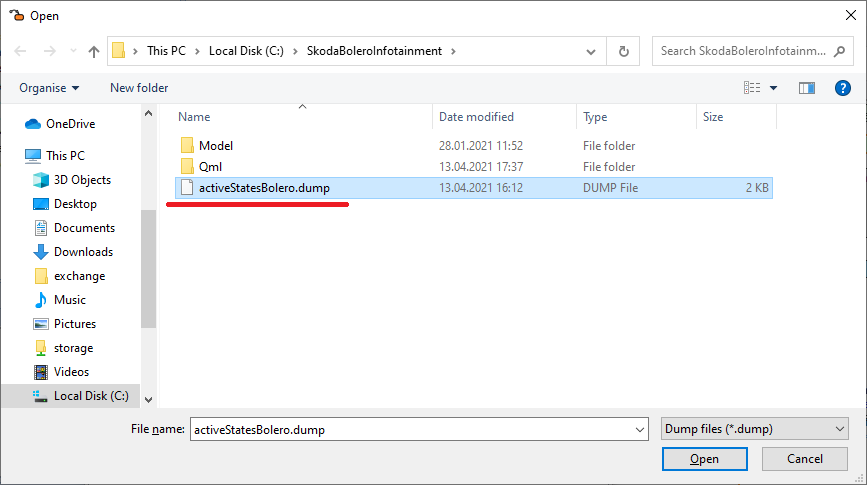 Open
This PC > Local Disk (C:) > SkodaBoleroInfotainment >
Search SkodaBoleroInfotainm...
Organise New folder
Name Date modified Type Size
OneDrive
This PC
3D Objects
Desktop
Documents
Downloads
exchange
Music
Pictures
storage
Videos
Local Disk (C:)
Model 28.01.2021 11:52 File folder
Qml 13.04.2021 17:37 File folder
activeStatesBolero.dump 13.04.2021 16:12 DUMP File 2 KB
File name: activeStatesBolero.dump Dump files (*.dump)
Open Cancel